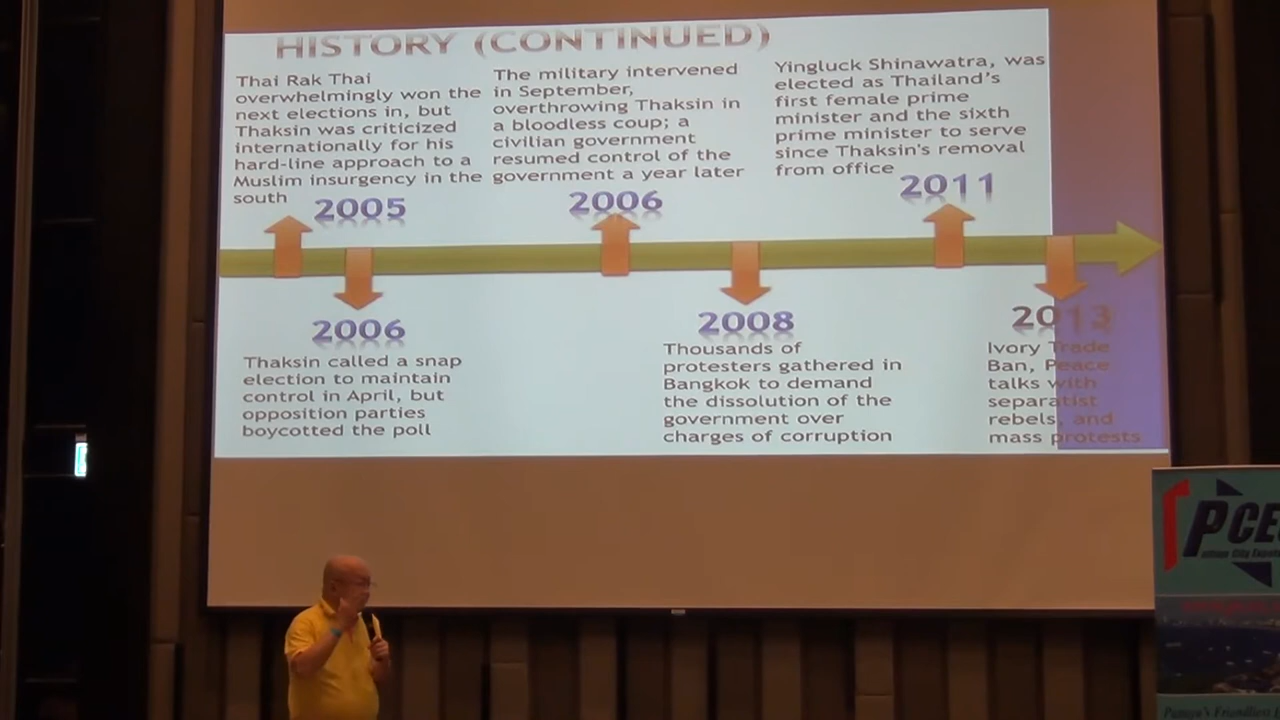 HISTORY (CONTINUED)
Thai Rak Thai
overwhelmingly won the
next elections in, but
Thaksin was criticized
internationally for his
hard-line approach to a
Muslim insurgency in the
south
2005
The military intervened
in September,
overthrowing Thaksin in
a bloodless coup; a
civilian government
resumed control of the
government a year later
2006
Yingluck Shinawatra, was
elected as Thailand's
first female prime
minister and the sixth
prime minister to serve
since Thaksin's removal
from office
2011
2006
Thaksin called a snap
election to maintain
control in April, but
opposition parties
boycotted the poll
2008
Thousands of
protesters gathered in
Bangkok to demand
the dissolution of the
government over
charges of corruption
2013
Ivory Trade
Ban, Peace
talks with
separatist
rebels, and
mass protests
PCE
City
Pattaya's Friendliest